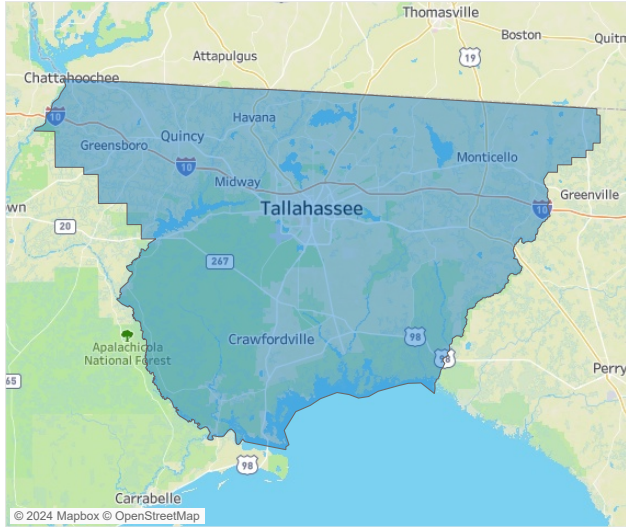 Thomasville
Boston
Quitm
19
Attapulgus
Chattahoochee
10
Havana
Quincy
Greensboro
10
Monticello
Midway
Greenville
own
Tallahassee
10
20
267
Crawfordville
98
Apalachicola
National Forest
98
Perry
65
98
Carrabelle
© 2024 Mapbox © OpenStreetMap